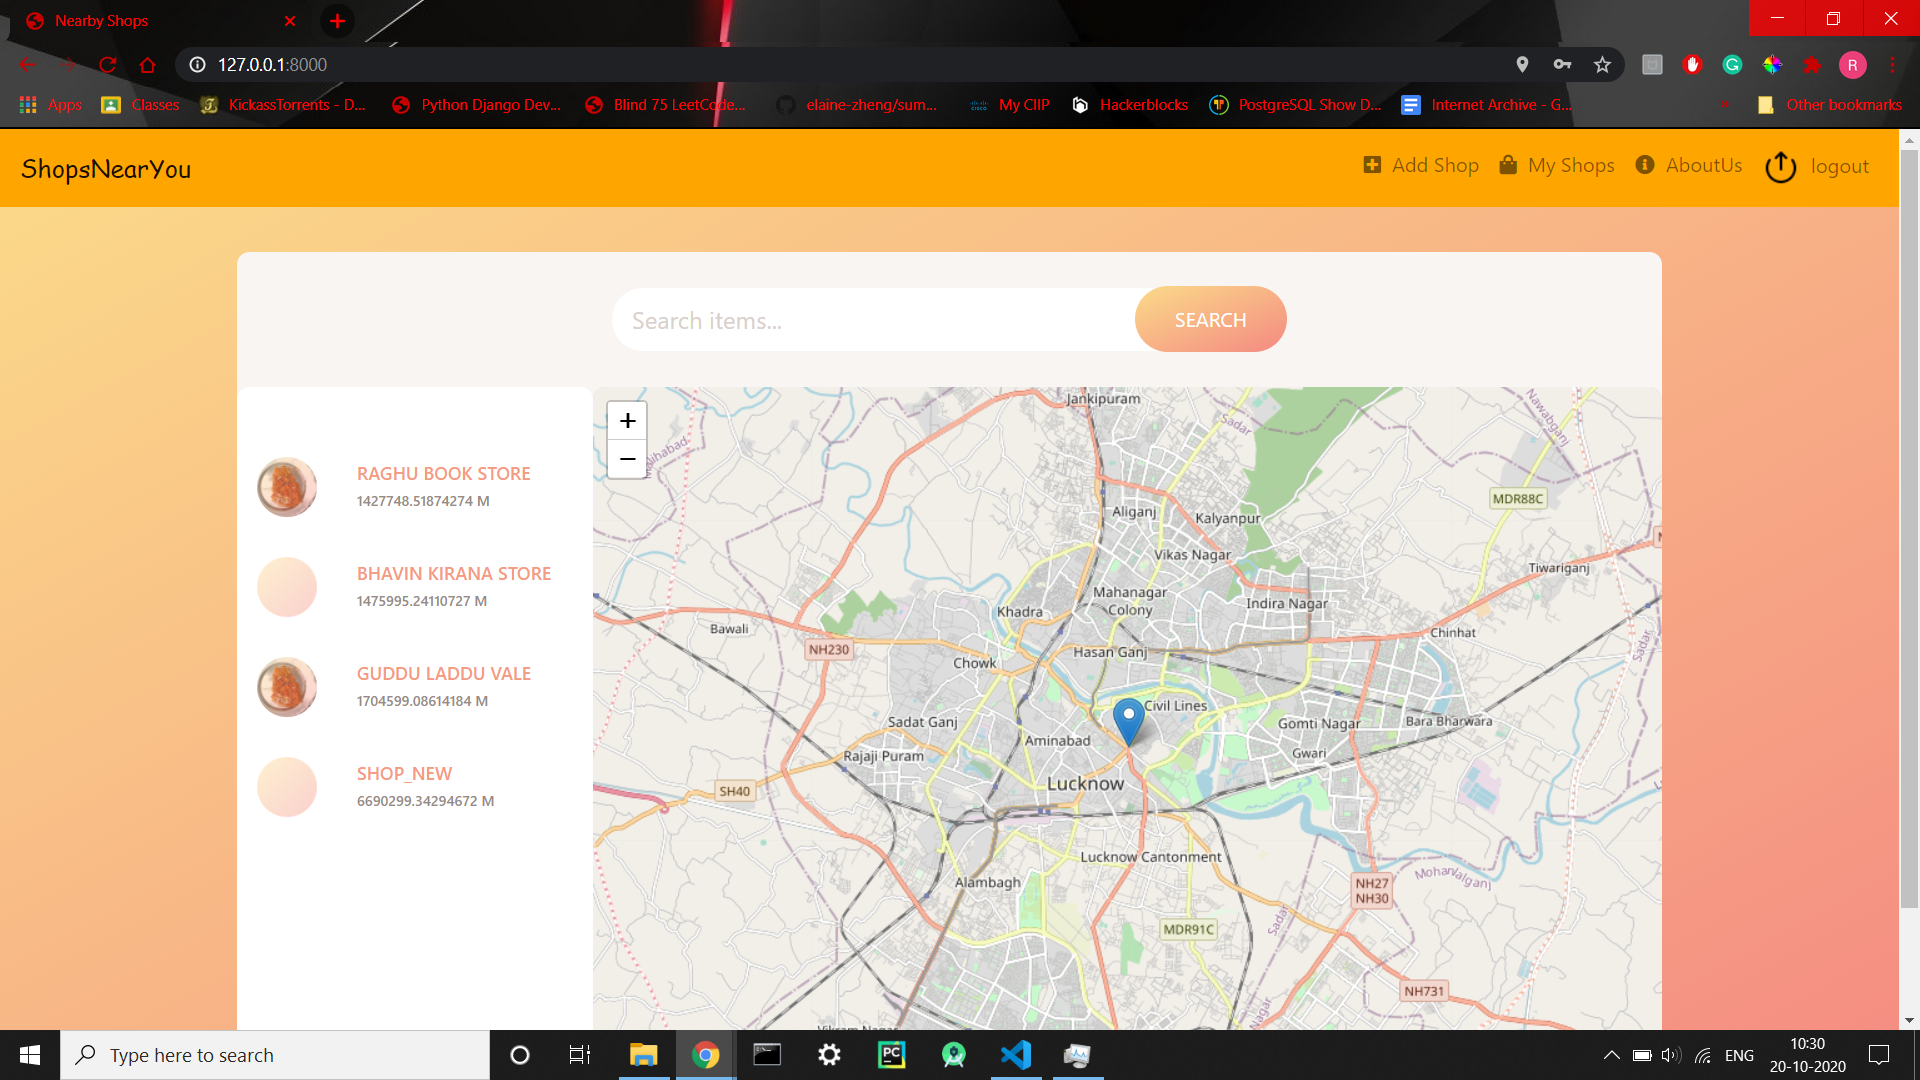 Nearby Shops
127.0.0.1:8000
R
Apps
Classes
KickassTorrents - D...
Python Django Dev...
Blind 75 LeetCode...
elaine-zheng/sum...
My CIIP
Hackerblocks
PostgreSQL Show D...
Internet Archive - G...
»
Other bookmarks
ShopsNearYou
Add Shop
My Shops
AboutUs
logout
Search items...
SEARCH
RAGHU BOOK STORE
1427748.51874274 M
BHAVIN KIRANA STORE
1475995.24110727 M
GUDDU LADDU VALE
1704599.08614184 M
SHOP_NEW
6690299.34294672 M
+
−
Jankipuram
Sadar
Nawabganj
MDR88C
Aliganj
Kalyanpur
Vikas Nagar
Tiwariganj
Mahanagar
Colony
Indira Nagar
Khadra
Bawali
Chinhat
NH230
Hasan Ganj
Chowk
Sadar
Civil Lines
Sadat Ganj
Gomti Nagar
Bara Bharwara
Aminabad
Gwari
Rajaji Puram
Lucknow
SH40
Lucknow Cantonment
Alambagh
Mohanlalganj
NH27
NH30
Sadar
MDR91C
NH731
Type here to search
PC
ENG
10:30
20-10-2020